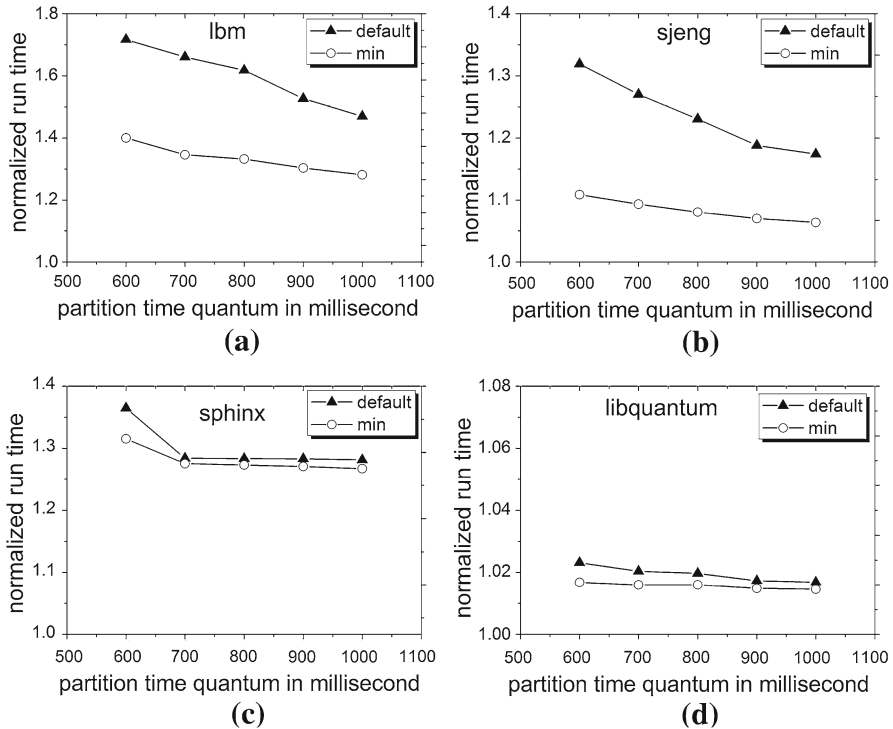 lbm
default
min
1.8
1.6
1.4
1.2
1.0
normalized run time
500 600 700 800 900 1000 1100
partition time quantum in millisecond
(a)
sjeng
default
min
1.4
1.3
1.2
1.1
1.0
normalized run time
500 600 700 800 900 1000 1100
partition time quantum in millisecond
(b)
sphinx
default
min
1.4
1.3
1.2
1.1
1.0
normalized run time
500 600 700 800 900 1000 1100
partition time quantum in millisecond
(c)
libquantum
default
min
1.08
1.06
1.04
1.02
1.00
normalized run time
500 600 700 800 900 1000 1100
partition time quantum in millisecond
(d)